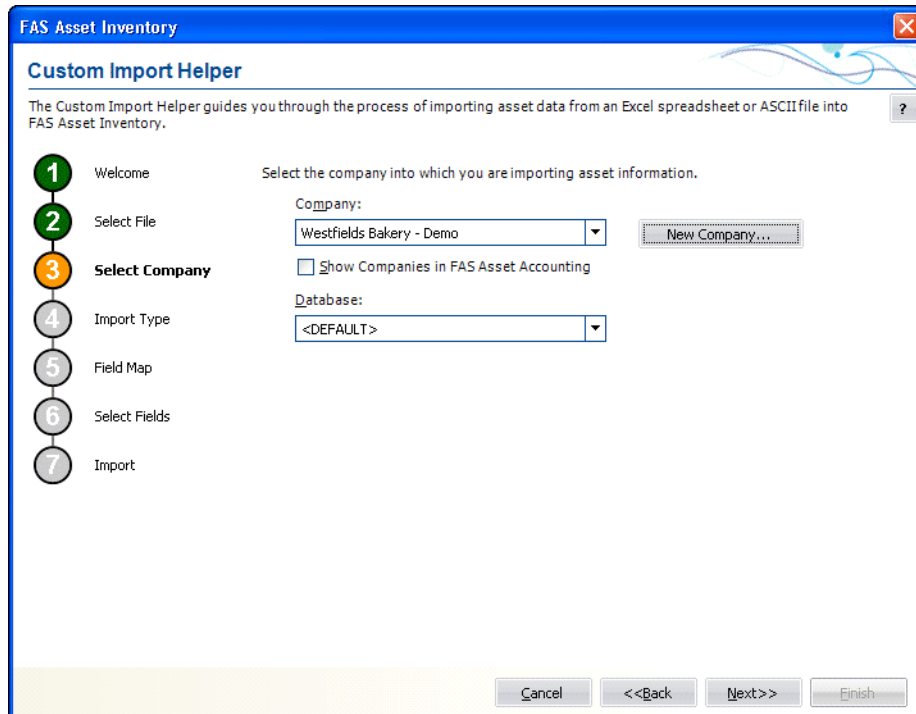 FAS Asset Inventory
Custom Import Helper
The Custom Import Helper guides you through the process of importing asset data from an Excel spreadsheet or ASCII file into
FAS Asset Inventory.
?
1 Welcome
2 Select File
3 Select Company
4 Import Type
5 Field Map
6 Select Fields
7 Import
Select the company into which you are importing asset information.
Company:
Westfields Bakery - Demo
New Company...
Show Companies in FAS Asset Accounting
Database:
<DEFAULT>
Cancel
<<Back
Next>>
Finish